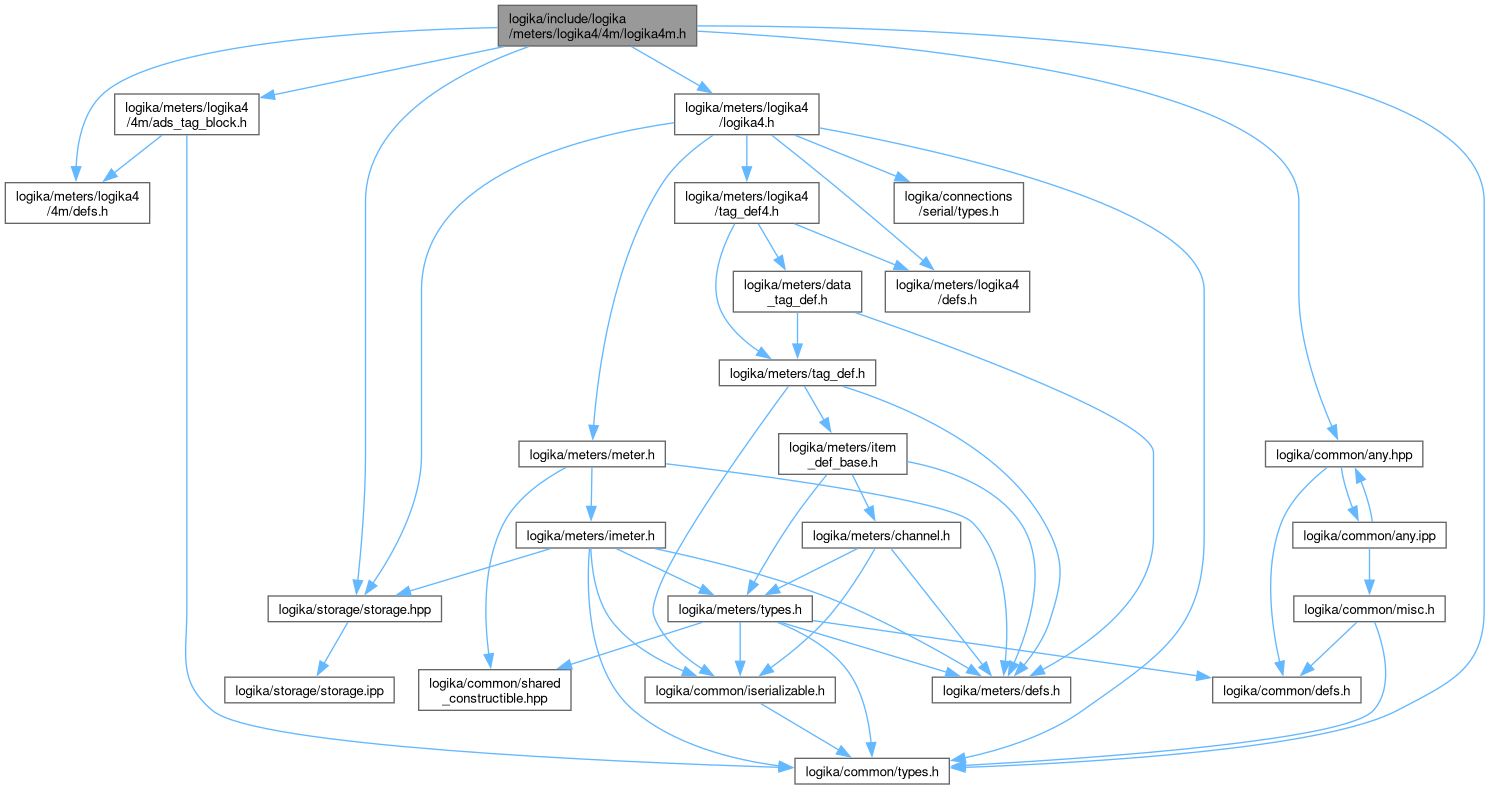 logika/include/logika
/meters/logika4/4m/logika4m.h
logika/meters/logika4
/4m/ads_tag_block.h
logika/meters/logika4
/logika4.h
logika/meters/logika4
/4m/defs.h
logika/meters/logika4
/tag_def4.h
logika/connections
/serial/types.h
logika/meters/data
_tag_def.h
logika/meters/logika4
/defs.h
logika/meters/tag_def.h
logika/meters/meter.h
logika/meters/item
_def_base.h
logika/common/any.hpp
logika/meters/imeter.h
logika/meters/channel.h
logika/common/any.ipp
logika/storage/storage.hpp
logika/meters/types.h
logika/common/misc.h
logika/storage/storage.ipp
logika/common/shared
_constructible.hpp
logika/common/iserializable.h
logika/meters/defs.h
logika/common/defs.h
logika/common/types.h